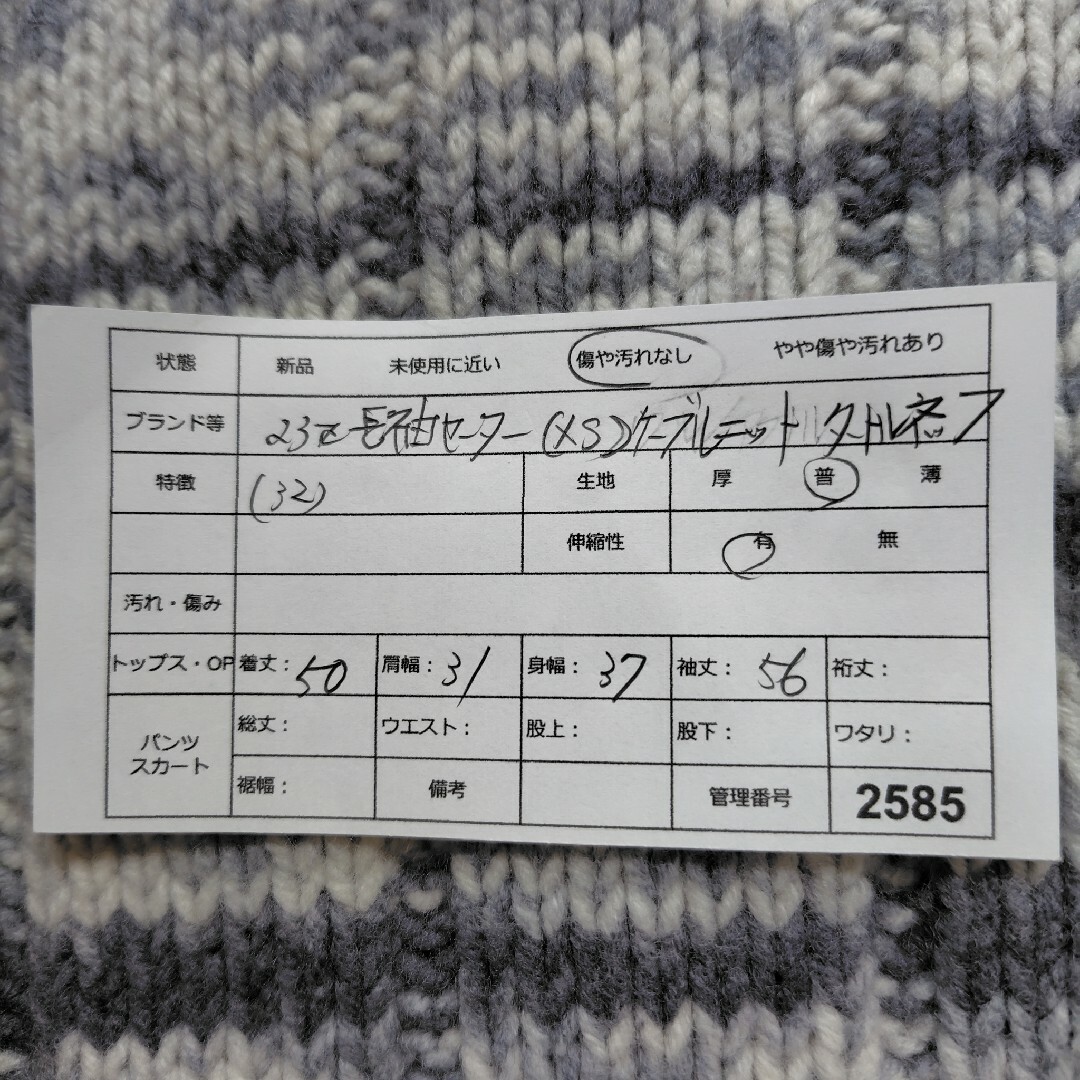 状態 新品 未使用に近い 傷や汚れなし やや傷や汚れあり
ブランド等 23区 長袖セーター(XS)ケーブルニット タートルネック
特徴 (32) 生地 厚 普 薄
伸縮性 有 無
汚れ・傷み
トップス・OP 着丈: 50 肩幅: 31 身幅: 37 袖丈: 56 裄丈:
パンツ スカート 総丈: ウエスト: 股上: 股下: ワタリ:
裾幅: 備考 管理番号 2585